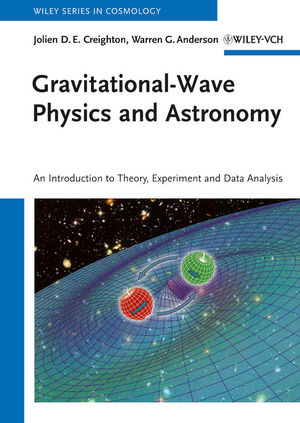 WILEY SERIES IN COSMOLOGY
Jolien D. E. Creighton, Warren G. Anderson WILEY-VCH
Gravitational-Wave
Physics and Astronomy
An Introduction to Theory, Experiment and Data Analysis